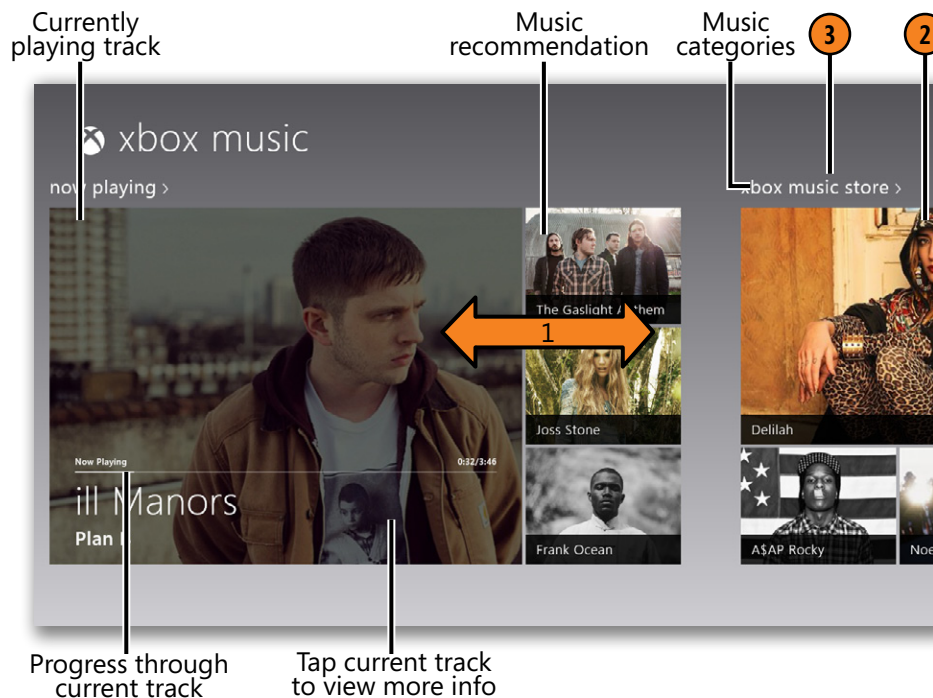 Currently
playing track
Music
recommendation
Music
categories
3
2
xbox music
now playing >
xbox music store >
The Gaslight Anthem
1
Joss Stone
Delilah
Now Playing
0:32/3:46
ill Manors
Plan B
Frank Ocean
A$AP Rocky
Noe
Progress through
current track
Tap current track
to view more info